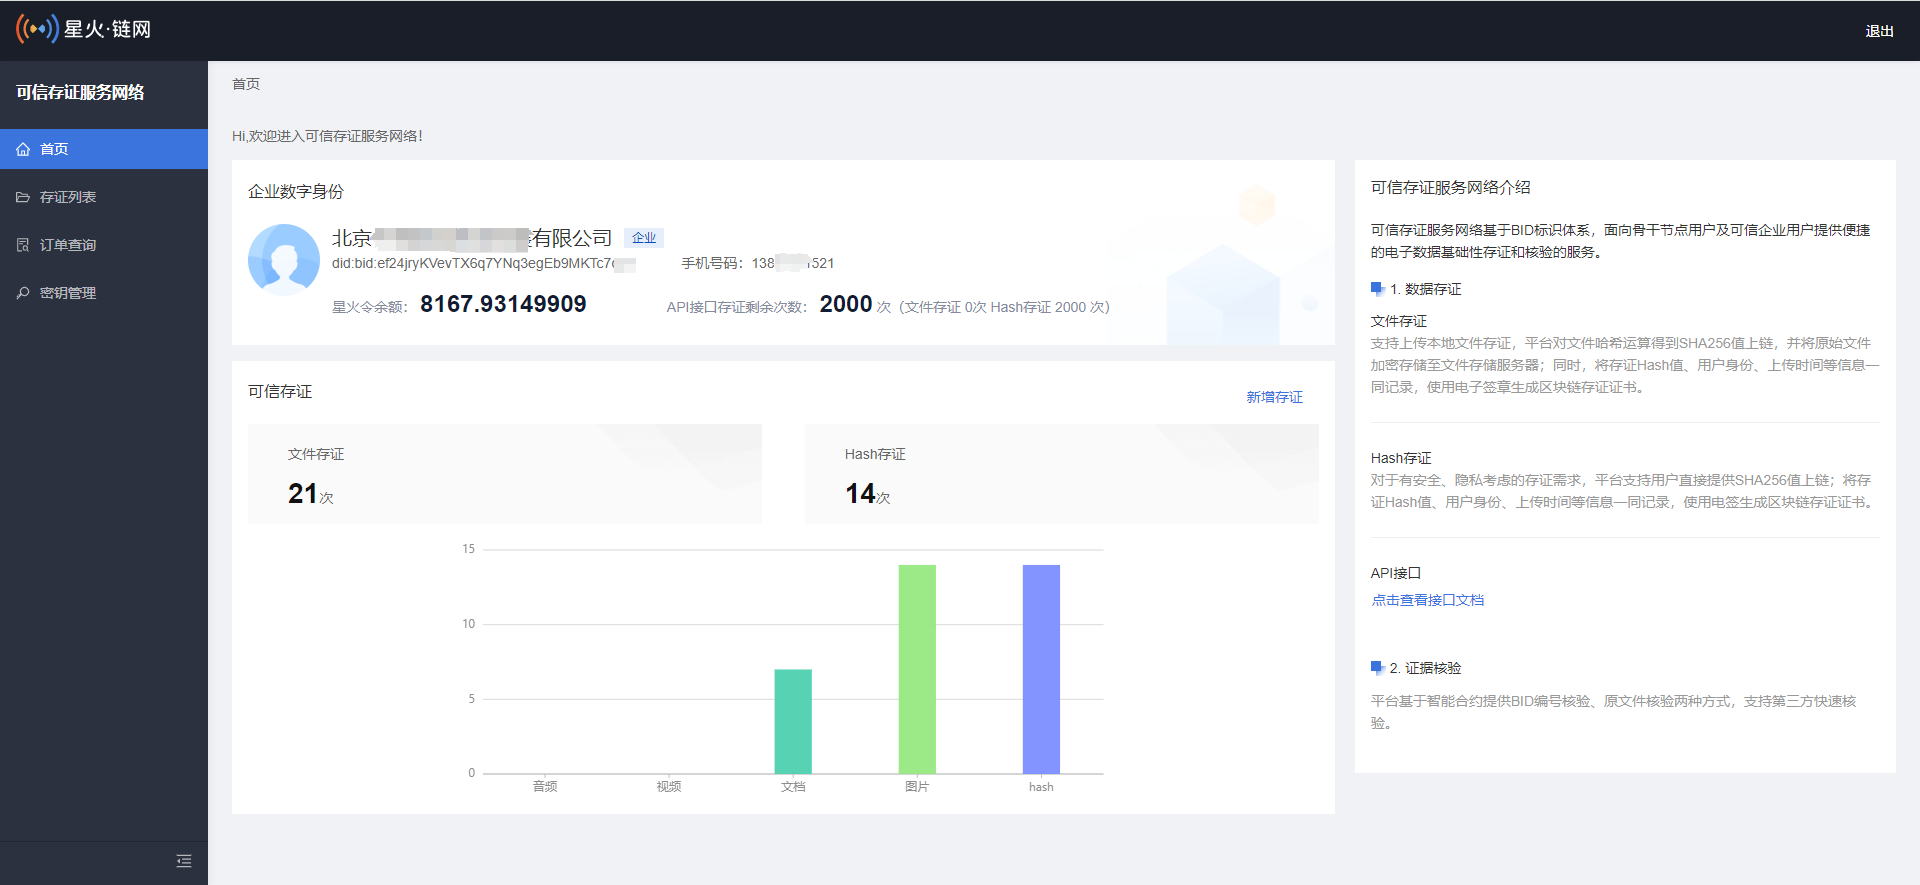 星火·链网
退出
可信存证服务网络
首页
存证列表
订单查询
密钥管理
首页
Hi,欢迎进入可信存证服务网络!
企业数字身份
北京
有限公司 企业
did:bid:ef24jryKVevTX6q7YNq3egEb9MKTc7
手机号码：138
521
星火令余额： 8167.93149909
API接口存证剩余次数： 2000 次（文件存证 0次 Hash存证 2000 次）
可信存证
新增存证
文件存证
21次
Hash存证
14次
15
10
5
0
音频 视频 文档 图片 hash
可信存证服务网络介绍
可信存证服务网络基于BID标识体系，面向骨干节点用户及可信企业用户提供便捷
的电子数据基础性存证和核验的服务。
1. 数据存证
文件存证
支持上传本地文件存证，平台对文件哈希运算得到SHA256值上链，并将原始文件
加密存储至文件存储服务器；同时，将存证Hash值、用户身份、上传时间等信息一
同记录，使用电子签章生成区块链存证证书。
Hash存证
对于有安全、隐私考虑的存证需求，平台支持用户直接提供SHA256值上链；将存
证Hash值、用户身份、上传时间等信息一同记录，使用电签生成区块链存证证书。
API接口
点击查看接口文档
2. 证据核验
平台基于智能合约提供BID编号核验、原文件核验两种方式，支持第三方快速核
验。